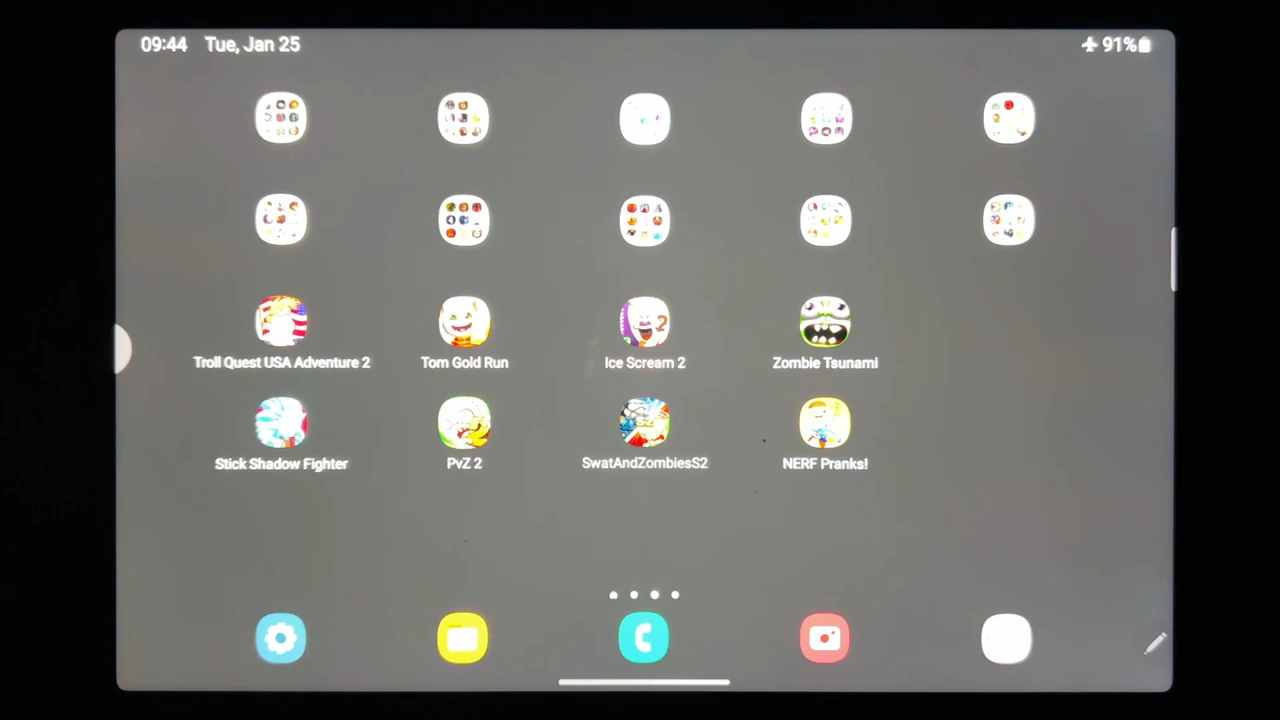 09:44 Tue, Jan 25
91%
Troll Quest USA Adventure 2
Tom Gold Run
Ice Scream 2
Zombie Tsunami
Stick Shadow Fighter
PvZ 2
SwatAndZombiesS2
NERF Pranks!